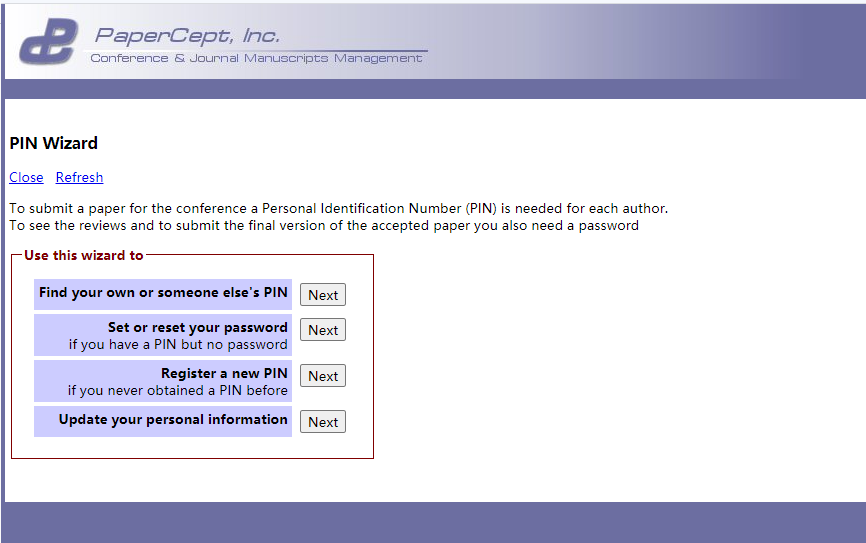 PaperCept, Inc.
Conference & Journal Manuscripts Management
PIN Wizard
Close Refresh
To submit a paper for the conference a Personal Identification Number (PIN) is needed for each author.
To see the reviews and to submit the final version of the accepted paper you also need a password
Use this wizard to
Find your own or someone else's PIN Next
Set or reset your password Next
if you have a PIN but no password
Register a new PIN Next
if you never obtained a PIN before
Update your personal information Next